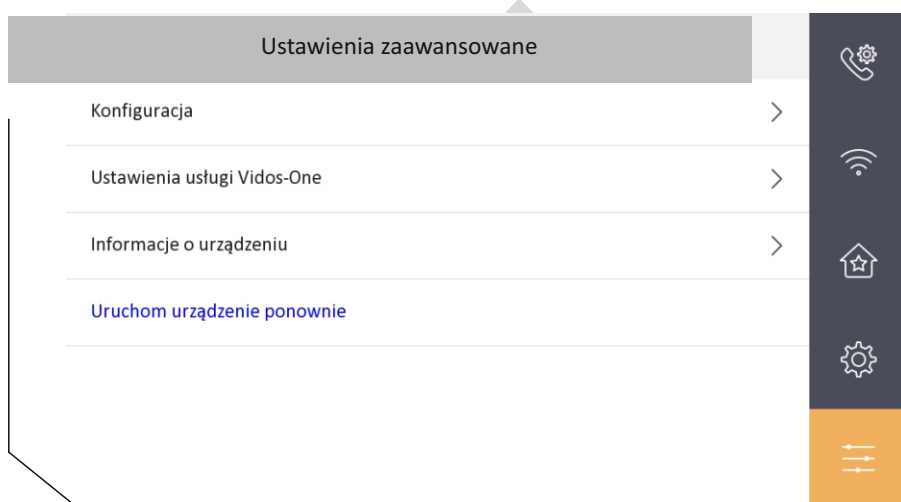 Ustawienia zaawansowane
Konfiguracja
Ustawienia usługi Vidos-One
Informacje o urządzeniu
Uruchom urządzenie ponownie